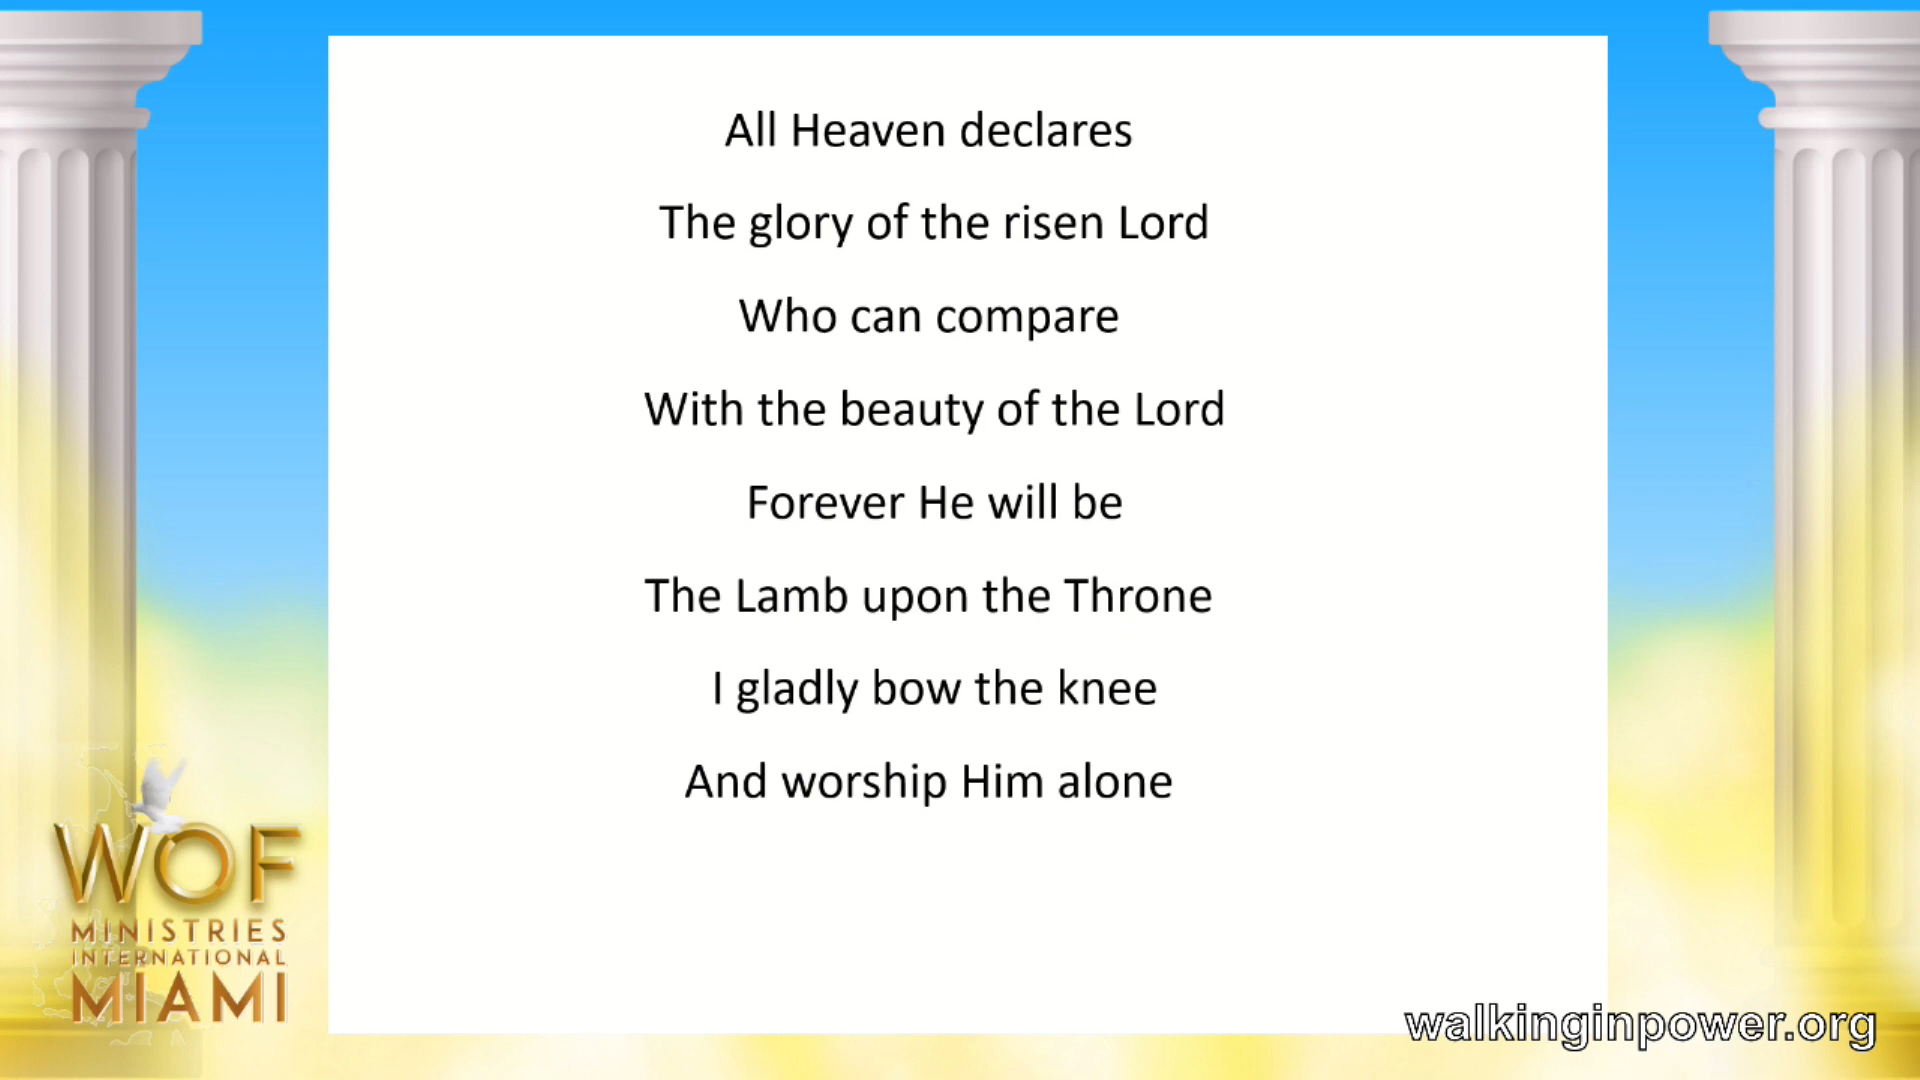 All Heaven declares
The glory of the risen Lord
Who can compare
With the beauty of the Lord
Forever He will be
The Lamb upon the Throne
I gladly bow the knee
And worship Him alone
WOF
MINISTRIES
INTERNATIONAL
MIAMI
walkinginpower.org